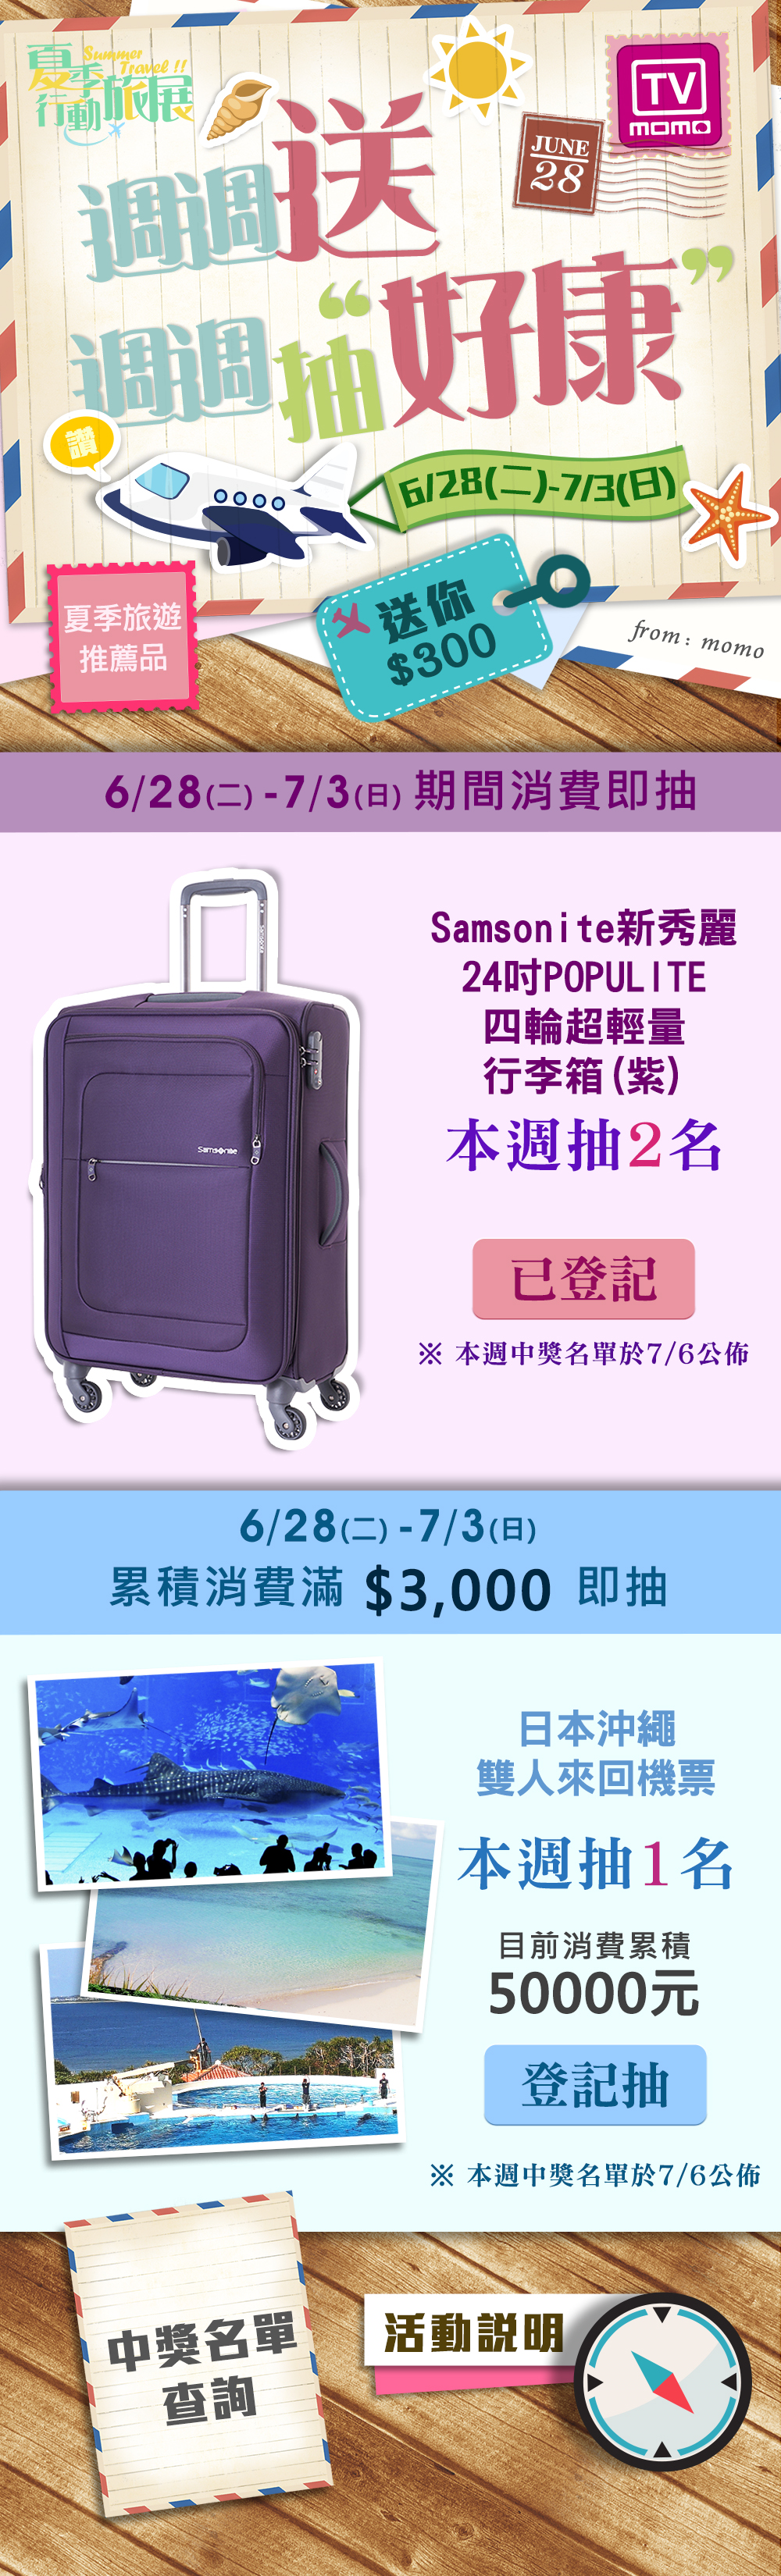 夏季
Summer
Travel !!
行動旅展
TV
momo
JUNE
28
週週送
週週抽“好康”
讚
6/28(二)-7/3(日)
夏季旅遊
推薦品
送你
$300
from: momo
6/28(二)-7/3(日) 期間消費即抽
Samsonite新秀麗
24吋POPULITE
四輪超輕量
行李箱(紫)
Samsonite
本週抽2名
已登記
※ 本週中獎名單於7/6公佈
6/28(二)-7/3(日)
累積消費滿 $3,000 即抽
日本沖繩
雙人來回機票
本週抽1名
目前消費累積
50000元
登記抽
※ 本週中獎名單於7/6公佈
中獎名單
查詢
活動說明